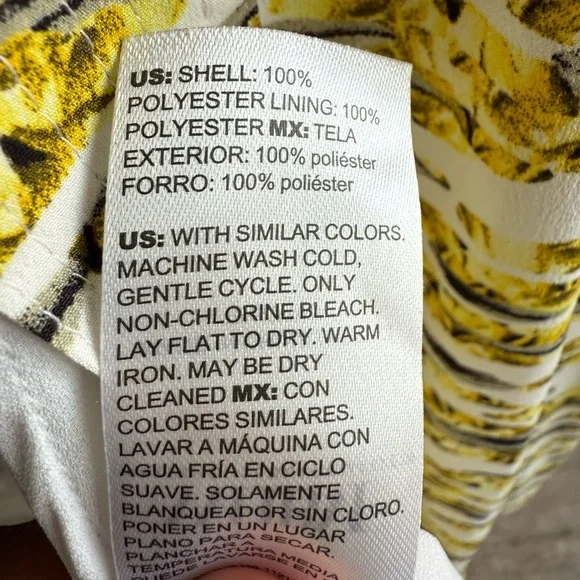 US: SHELL: 100%
POLYESTER LINING: 100%
POLYESTER MX: TELA
EXTERIOR: 100% poliéster
FORRO: 100% poliéster
US: WITH SIMILAR COLORS.
MACHINE WASH COLD,
GENTLE CYCLE. ONLY
NON-CHLORINE BLEACH.
LAY FLAT TO DRY. WARM
IRON. MAY BE DRY
CLEANED MX: CON
COLORES SIMILARES.
LAVAR A MÁQUINA CON
AGUA FRÍA EN CICLO
SUAVE. SOLAMENTE
BLANQUEADOR SIN CLORO.
PONER EN UN LUGAR
PLANO PARA SECAR.
PLANCHAR A MEDIA
TEMPERATURA